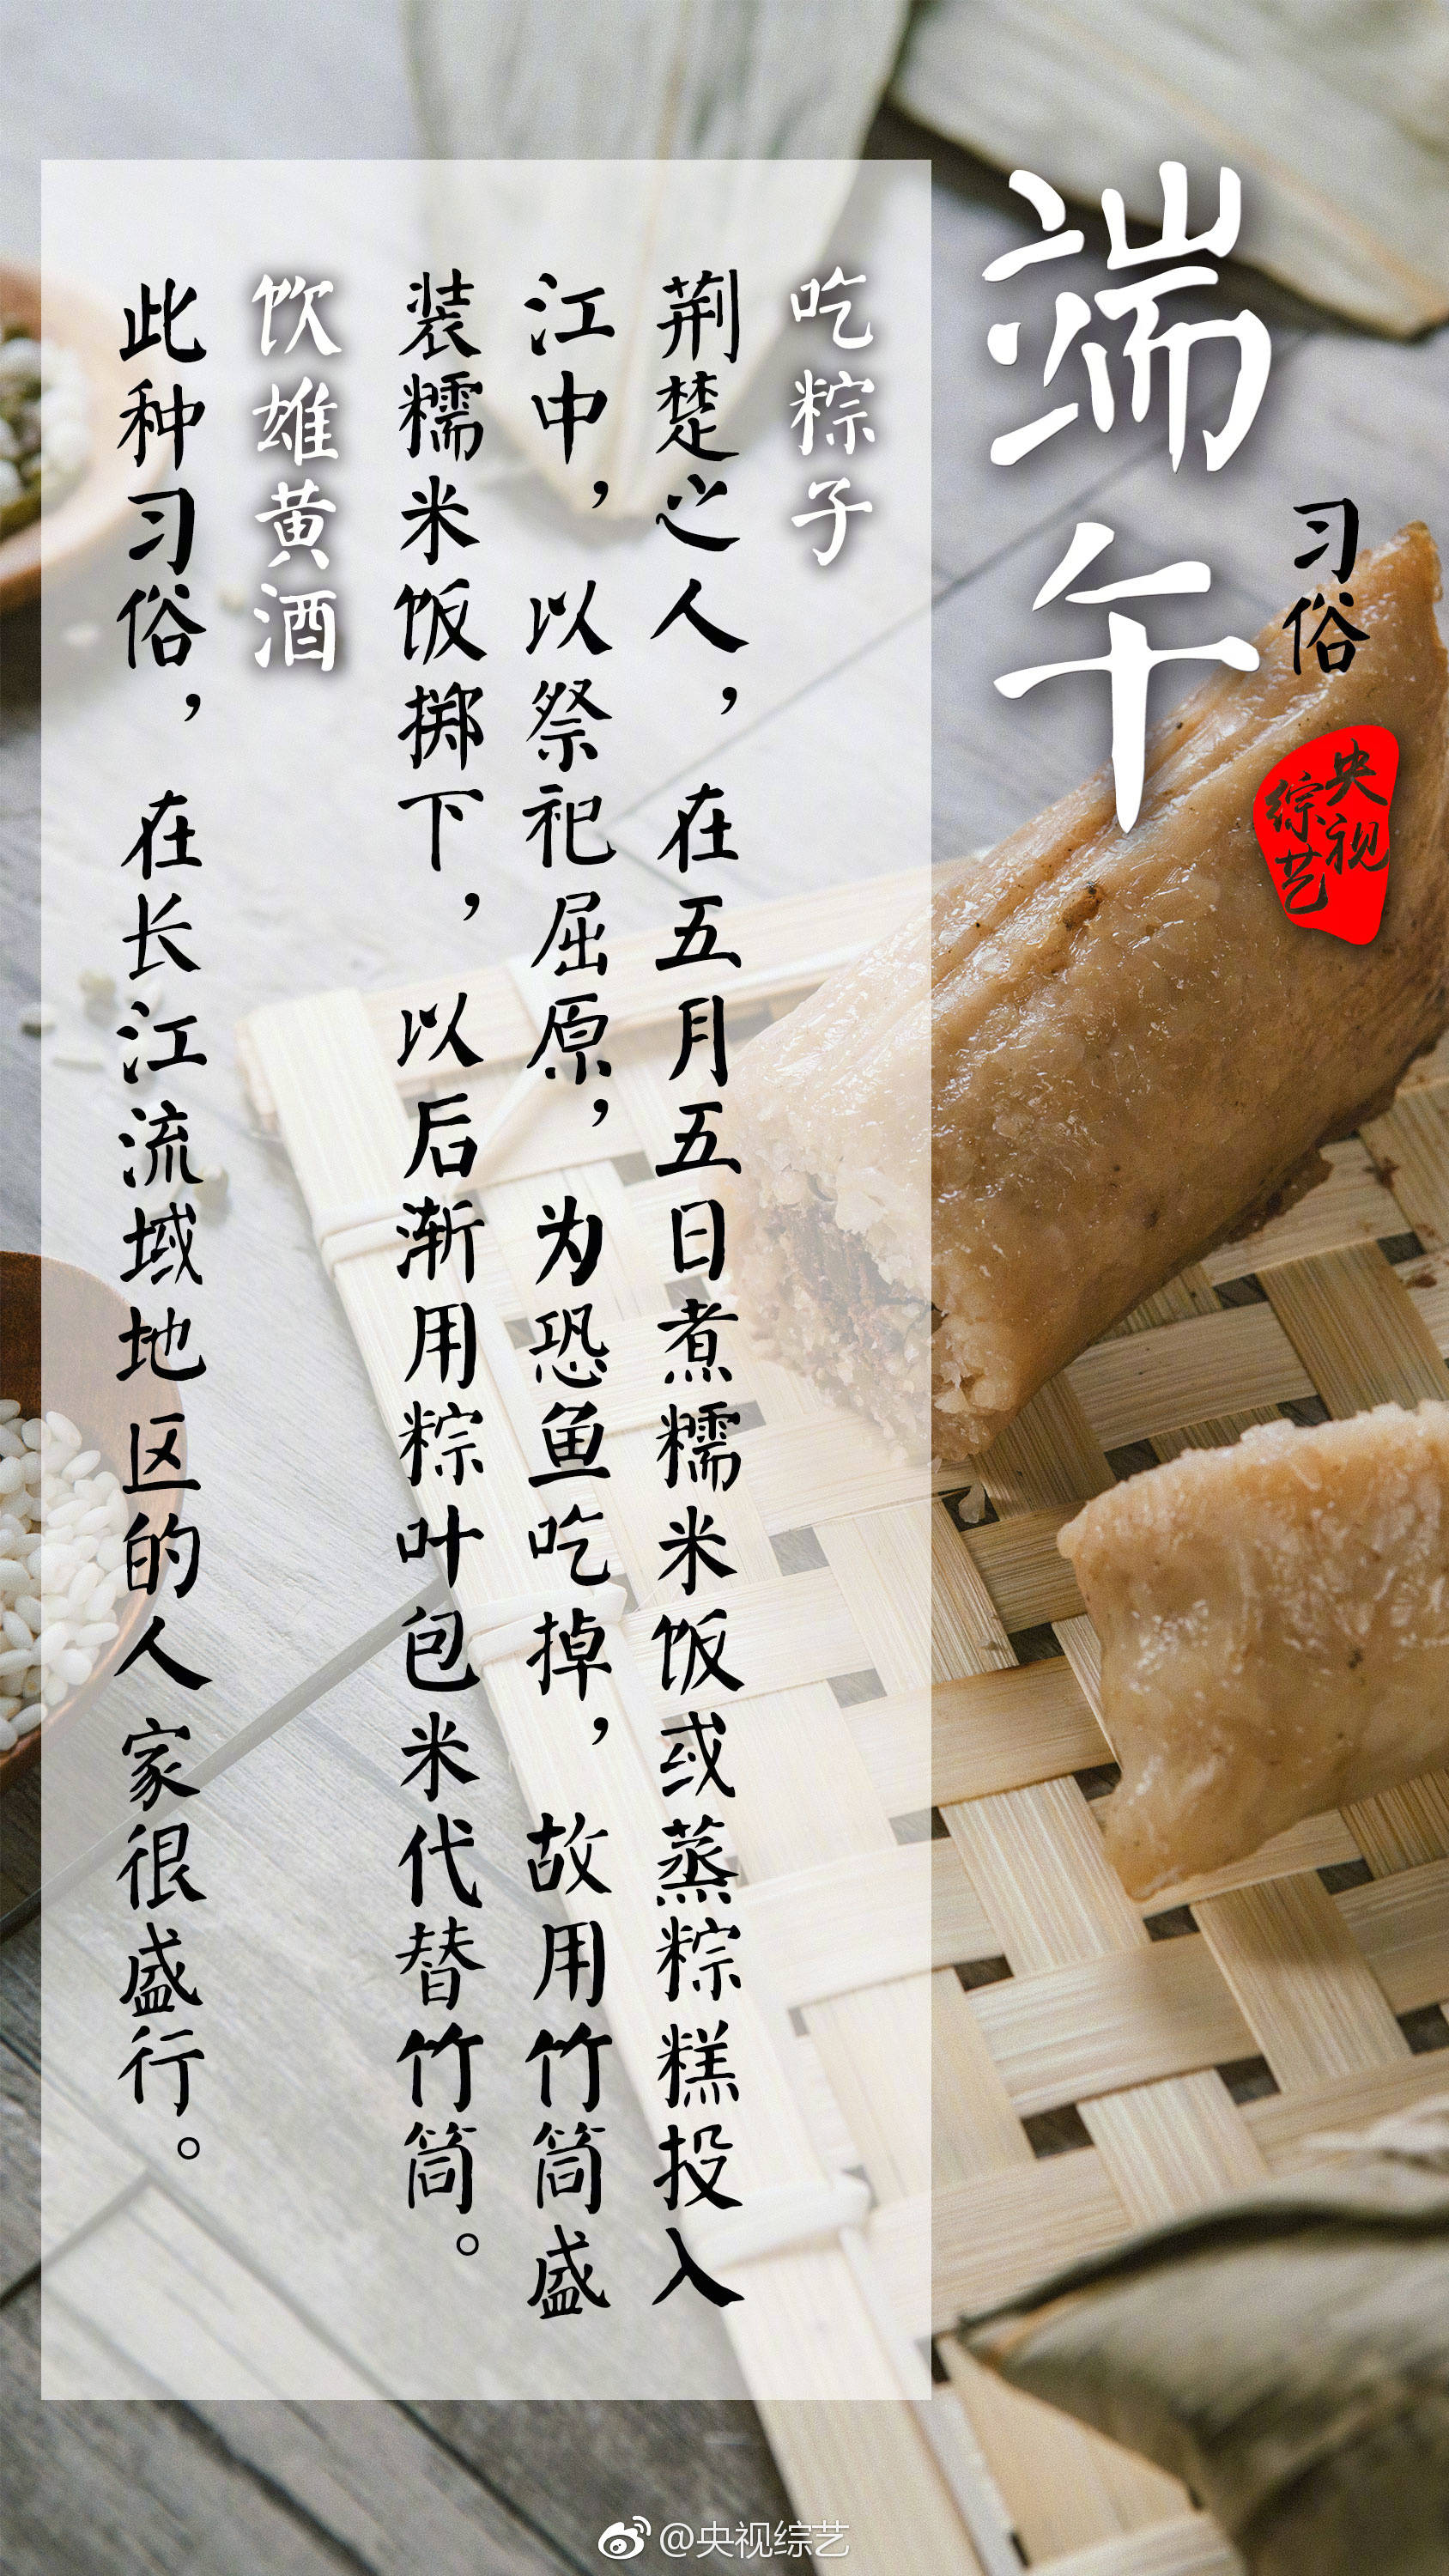 端午
习俗
央视
综艺
吃粽子
荆楚之人，在五月五日煮糯米饭或蒸粽糕投入
江中，以祭祀屈原，为恐鱼吃掉，故用竹筒盛
装糯米饭掷下，以后渐用粽叶包米代替竹筒。
饮雄黄酒
此种习俗，在长江流域地区的人家很盛行。
@央视综艺